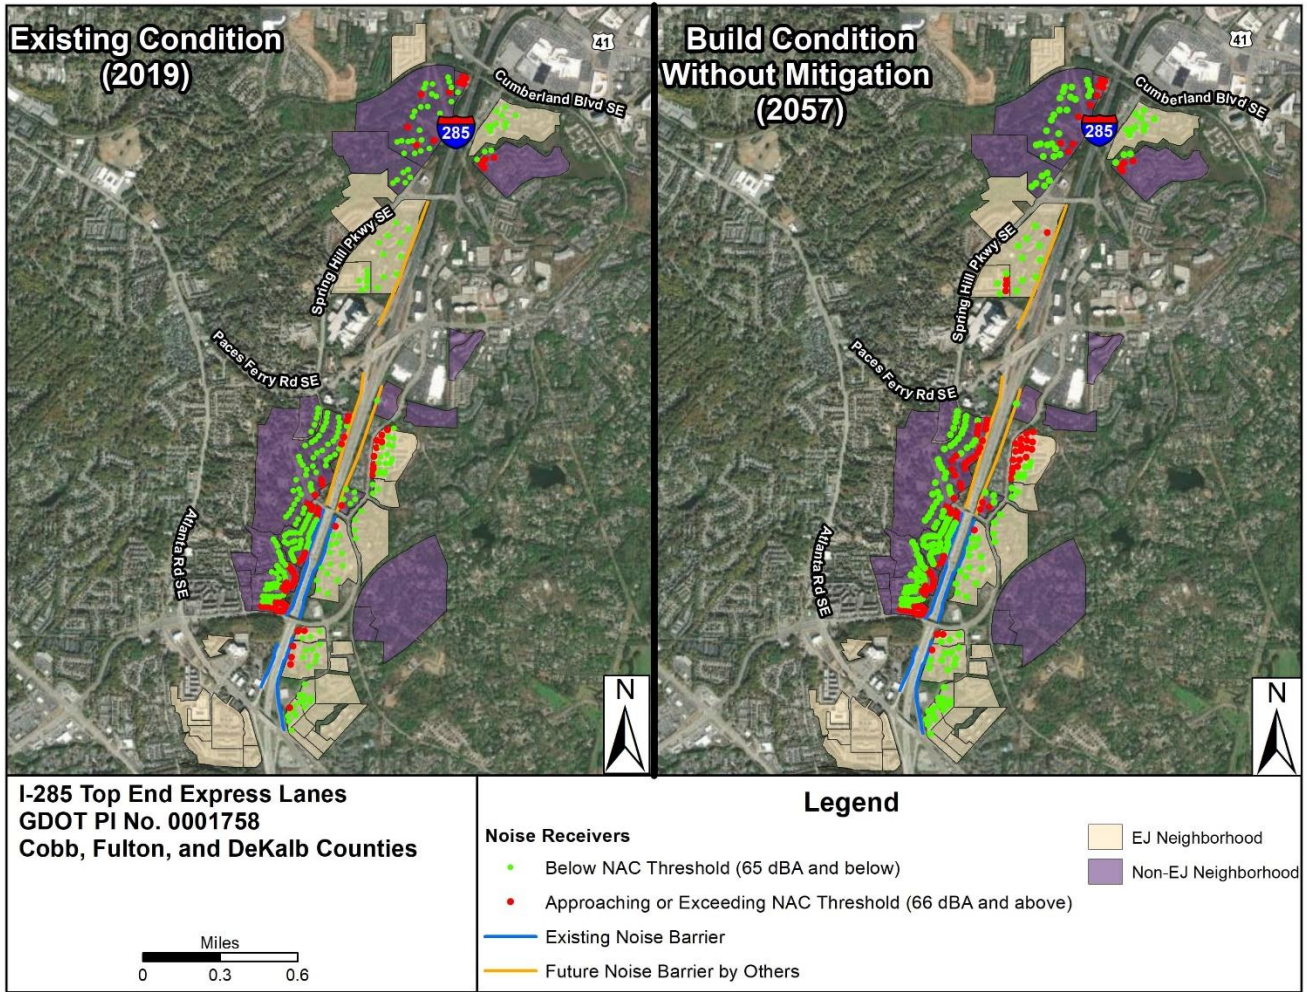 Existing Condition
(2019)
41
Cumberland Blvd SE
285
Spring Hill Pkwy SE
Paces Ferry Rd SE
Atlanta Rd SE
N
Build Condition
Without Mitigation
(2057)
41
Cumberland Blvd SE
285
Spring Hill Pkwy SE
Paces Ferry Rd SE
Atlanta Rd SE
N
I-285 Top End Express Lanes
GDOT PI No. 0001758
Cobb, Fulton, and DeKalb Counties
Miles
0 0.3 0.6
Legend
Noise Receivers
Below NAC Threshold (65 dBA and below)
Approaching or Exceeding NAC Threshold (66 dBA and above)
Existing Noise Barrier
Future Noise Barrier by Others
EJ Neighborhood
Non-EJ Neighborhood